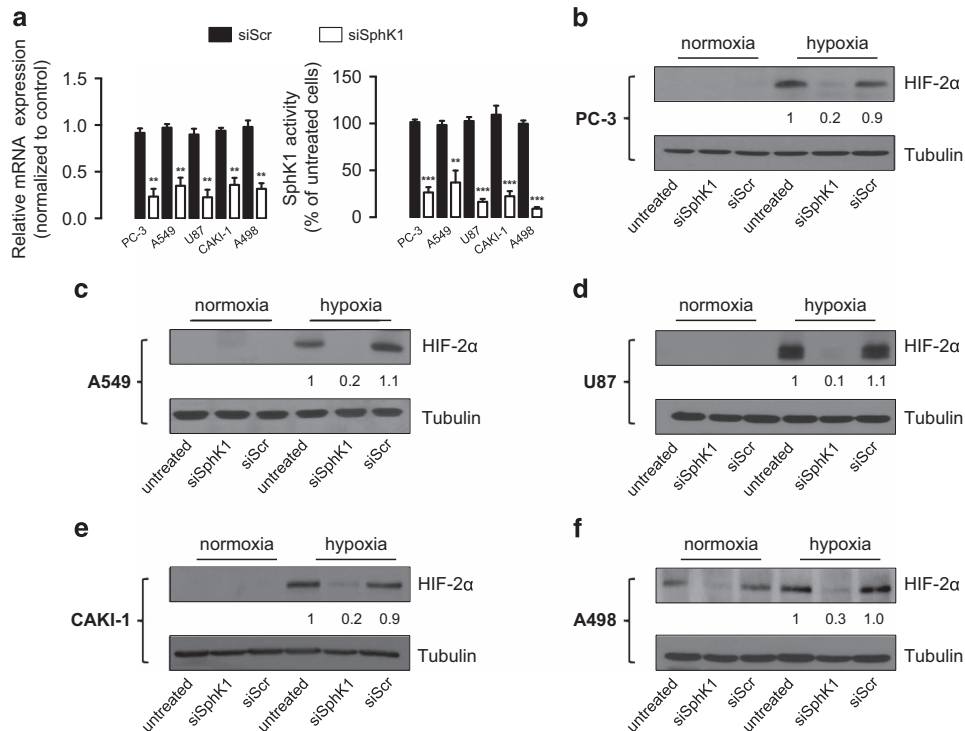 a
siScr
siSphK1
Relative mRNA expression
(normalized to control)
1.5
1.0
0.5
0.0
**
**
**
**
**
PC-3
A549
U87
CAKI-1
A498
SphK1 activity
(% of untreated cells)
150
100
50
0
***
**
***
***
***
PC-3
A549
U87
CAKI-1
A498
b
normoxia
hypoxia
PC-3
HIF-2α
1 0.2 0.9
Tubulin
untreated
siSphK1
siScr
untreated
siSphK1
siScr
c
normoxia
hypoxia
A549
HIF-2α
1 0.2 1.1
Tubulin
untreated
siSphK1
siScr
untreated
siSphK1
siScr
d
normoxia
hypoxia
U87
HIF-2α
1 0.1 1.1
Tubulin
untreated
siSphK1
siScr
untreated
siSphK1
siScr
e
normoxia
hypoxia
CAKI-1
HIF-2α
1 0.2 0.9
Tubulin
untreated
siSphK1
siScr
untreated
siSphK1
siScr
f
normoxia
hypoxia
A498
HIF-2α
1 0.3 1.0
Tubulin
untreated
siSphK1
siScr
untreated
siSphK1
siScr